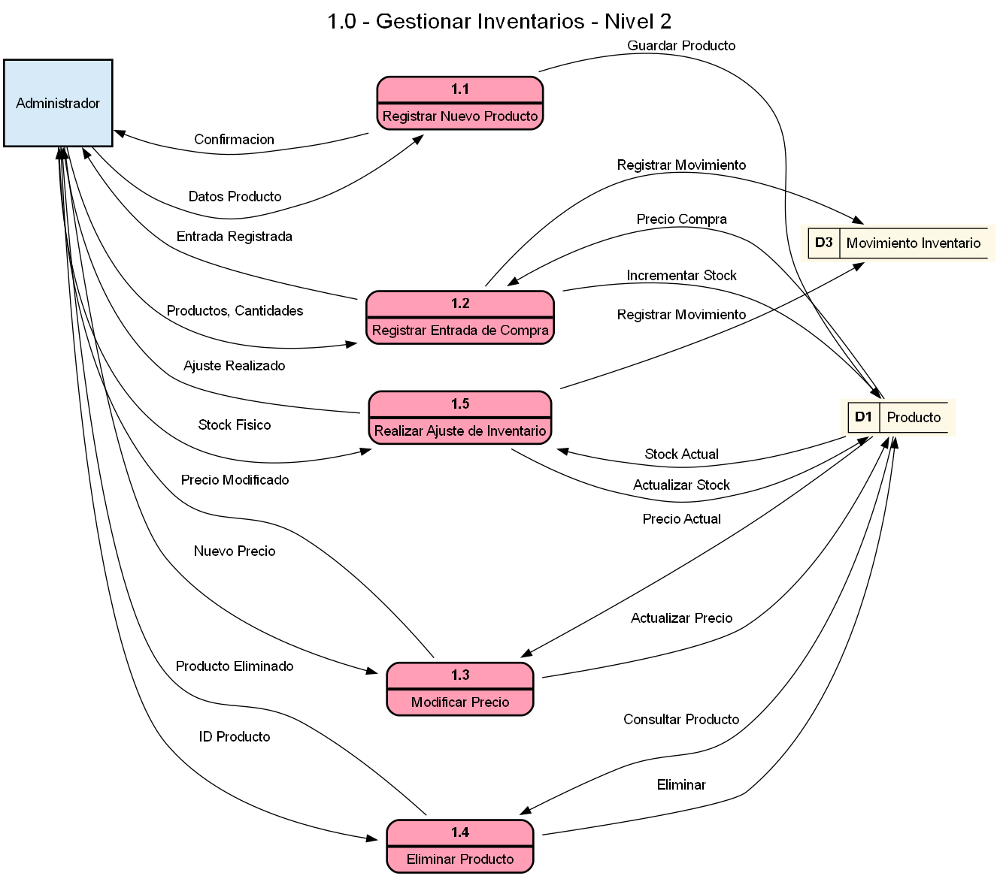 1.0 - Gestionar Inventarios - Nivel 2
Guardar Producto
Administrador
1.1
Registrar Nuevo Producto
Confirmacion
Registrar Movimiento
Datos Producto
Precio Compra
Entrada Registrada
D3 Movimiento Inventario
Incrementar Stock
1.2
Productos, Cantidades
Registrar Movimiento
Registrar Entrada de Compra
Ajuste Realizado
1.5
D1 Producto
Stock Fisico
Realizar Ajuste de Inventario
Stock Actual
Precio Modificado
Actualizar Stock
Precio Actual
Nuevo Precio
Actualizar Precio
Producto Eliminado
1.3
Modificar Precio
Consultar Producto
ID Producto
Eliminar
1.4
Eliminar Producto